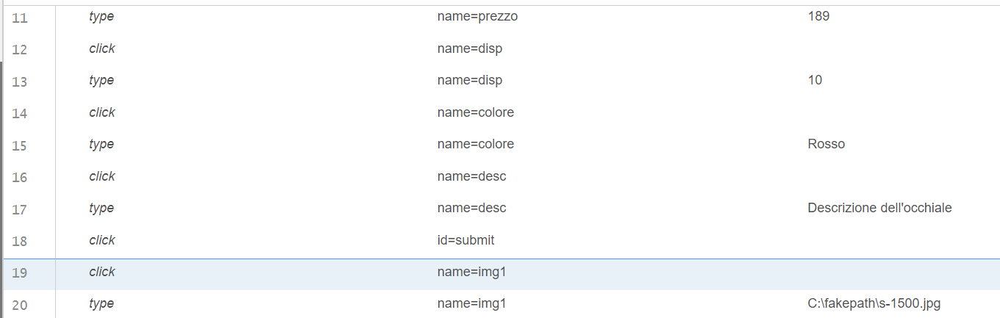 11 type name=prezzo 189
12 click name=disp
13 type name=disp 10
14 click name=colore
15 type name=colore Rosso
16 click name=desc
17 type name=desc Descrizione dell'occhiale
18 click id=submit
19 click name=img1
20 type name=img1 C:\fakepath\s-1500.jpg